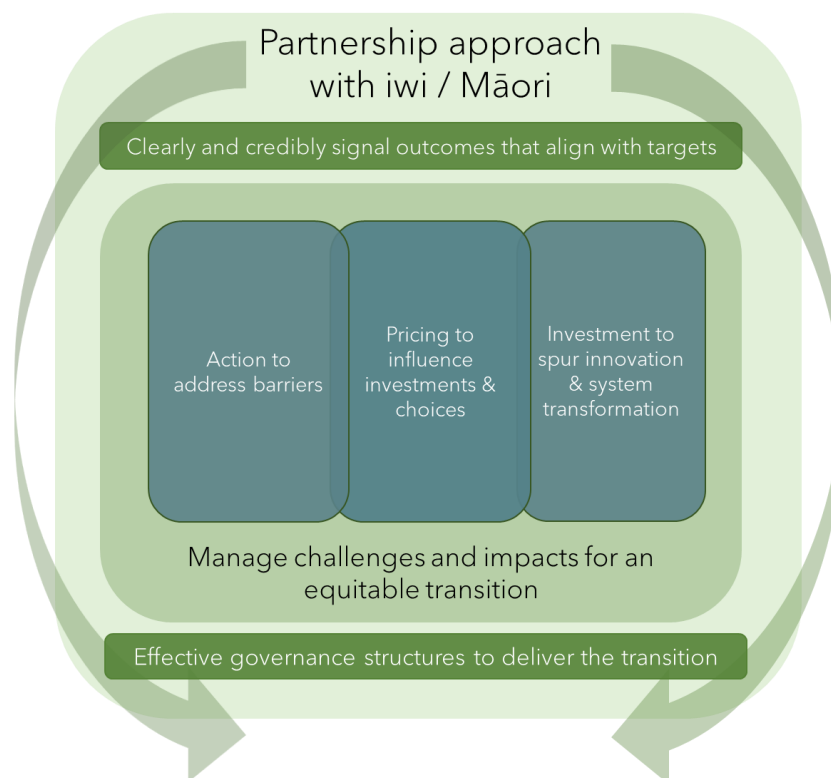 Partnership approach
with iwi / Māori
Clearly and credibly signal outcomes that align with targets
Action to
address barriers
Pricing to
influence
investments &
choices
Investment to
spur innovation
& system
transformation
Manage challenges and impacts for an
equitable transition
Effective governance structures to deliver the transition